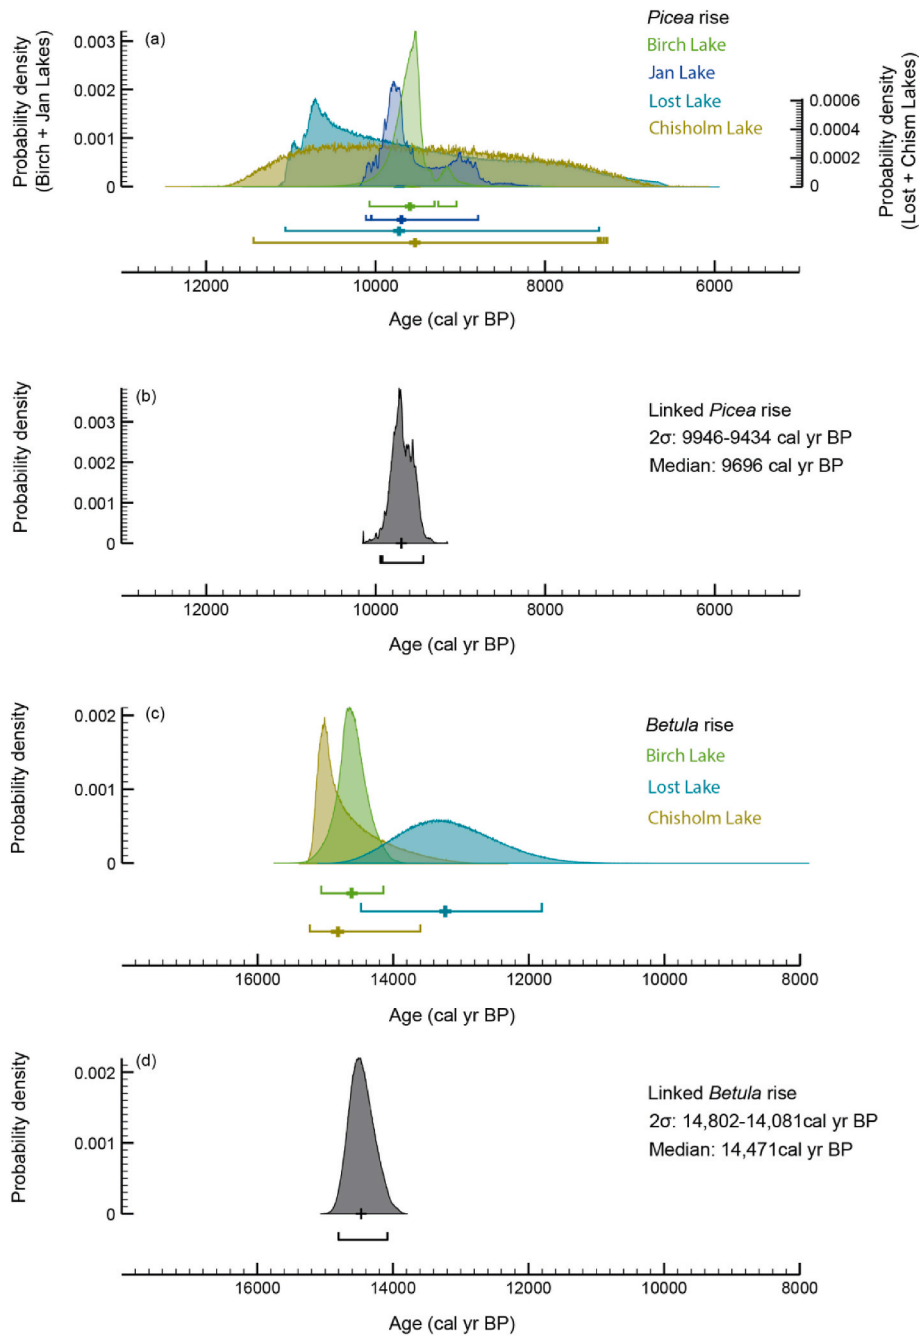 (a)
Probability density
(Birch + Jan Lakes)
0.003
0.002
0.001
0
Picea rise
Birch Lake
Jan Lake
Lost Lake
Chisholm Lake
0.0006
0.0004
0.0002
0
Probability density
(Lost + Chism Lakes)
12000
10000
8000
6000
Age (cal yr BP)
(b)
Probability density
0.003
0.002
0.001
0
Linked Picea rise
2σ: 9946-9434 cal yr BP
Median: 9696 cal yr BP
12000
10000
8000
6000
Age (cal yr BP)
(c)
Probability density
0.002
0.001
0
Betula rise
Birch Lake
Lost Lake
Chisholm Lake
16000
14000
12000
10000
8000
Age (cal yr BP)
(d)
Probability density
0.002
0.001
0
Linked Betula rise
2σ: 14,802-14,081cal yr BP
Median: 14,471cal yr BP
16000
14000
12000
10000
8000
Age (cal yr BP)